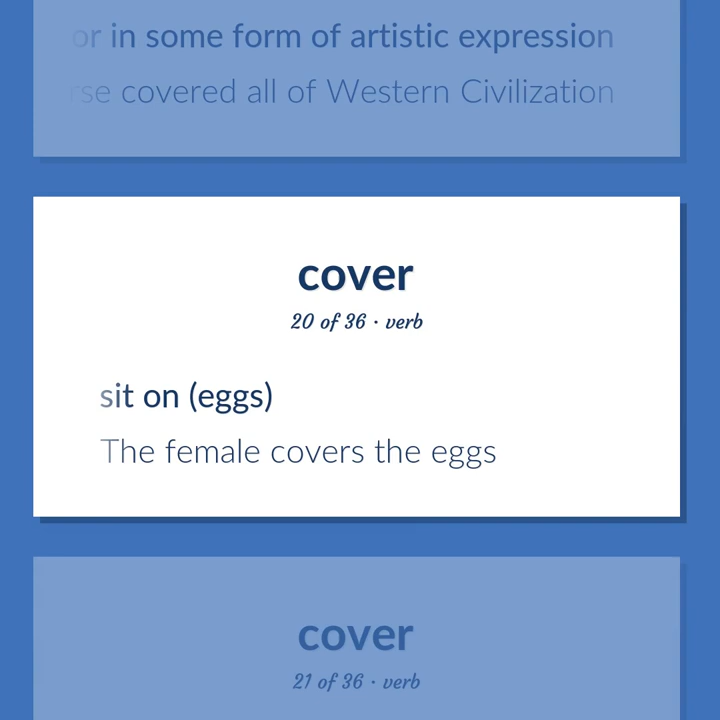 or in some form of artistic expression
covered all of Western Civilization
cover
20 of 36 · verb
sit on (eggs)
The female covers the eggs
cover
21 of 36 · verb